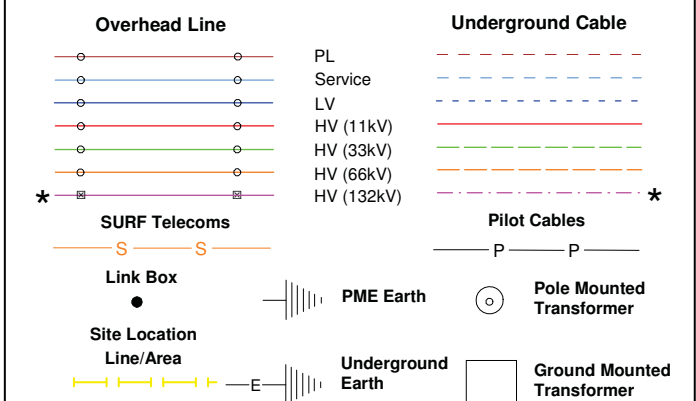 Overhead Line
Underground Cable
PL
Service
LV
HV (11kV)
HV (33kV)
HV (66kV)
* HV (132kV) *
SURF Telecoms
Pilot Cables
S S
P P
Link Box
PME Earth
Pole Mounted
Transformer
Site Location
Line/Area
E
Underground
Earth
Ground Mounted
Transformer